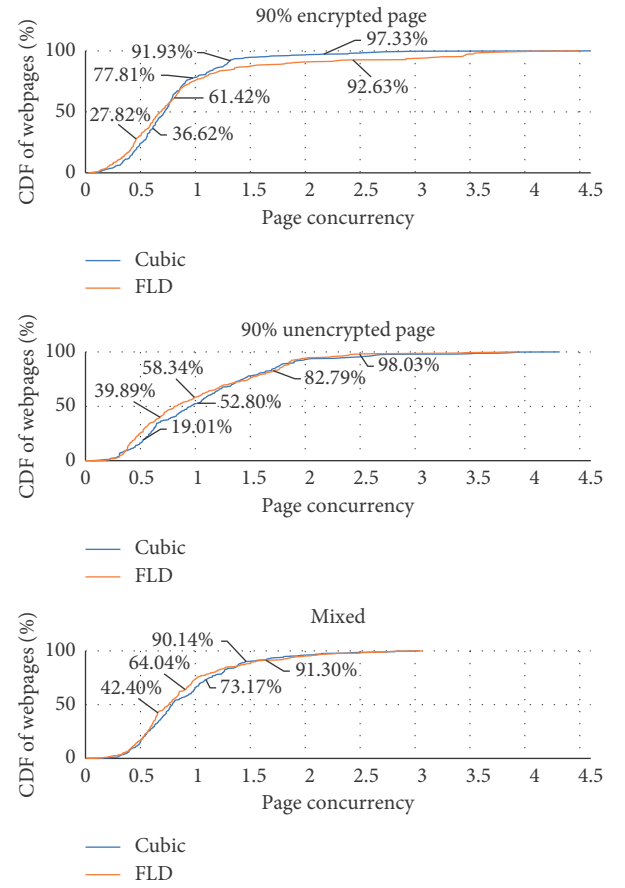 90% encrypted page
CDF of webpages (%)
100
50
0
91.93%
97.33%
77.81%
61.42%
92.63%
27.82%
36.62%
0 0.5 1 1.5 2 2.5 3 3.5 4 4.5
Page concurrency
Cubic
FLD
90% unencrypted page
CDF of webpages (%)
100
50
0
58.34%
98.03%
39.89%
82.79%
52.80%
19.01%
0 0.5 1 1.5 2 2.5 3 3.5 4 4.5
Page concurrency
Cubic
FLD
Mixed
CDF of webpages (%)
100
50
0
90.14%
64.04%
91.30%
42.40%
73.17%
0 0.5 1 1.5 2 2.5 3 3.5 4 4.5
Page concurrency
Cubic
FLD